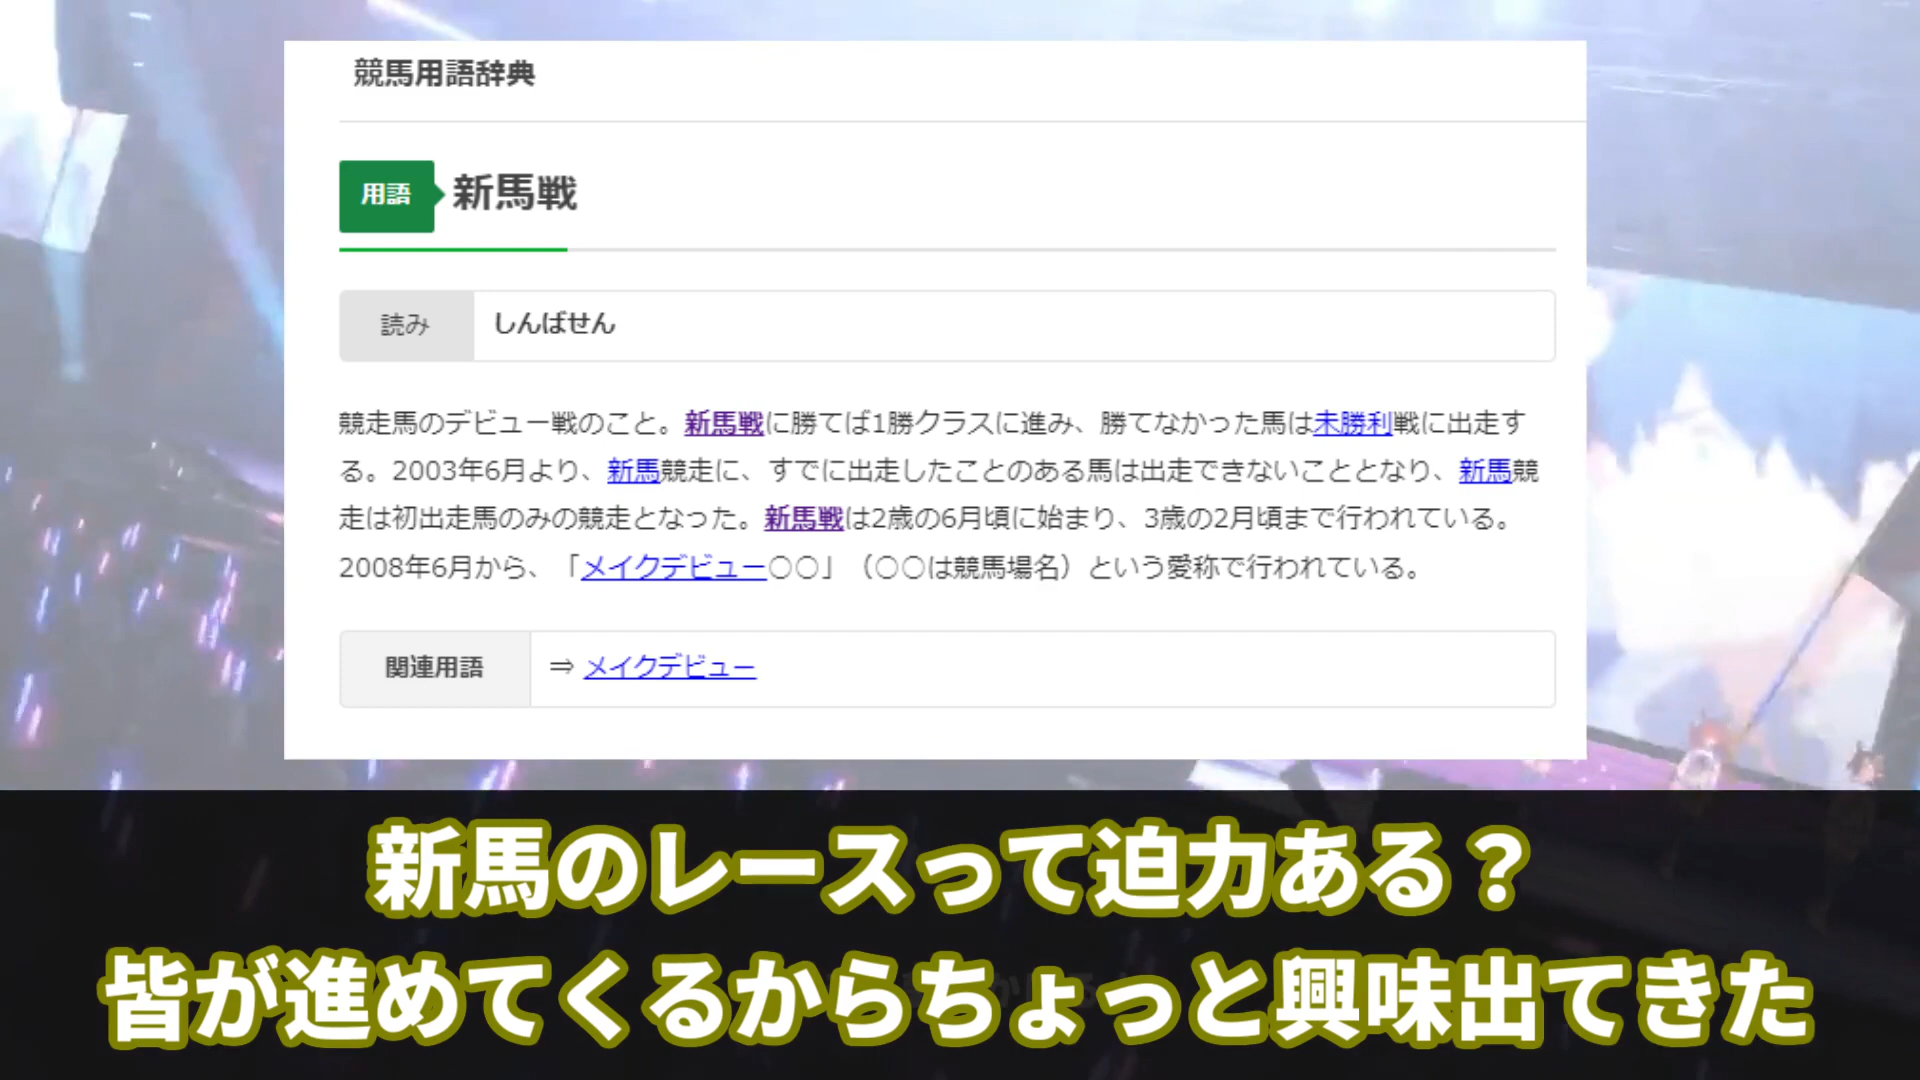 競馬用語辞典
用語 新馬戦
読み しんばせん
競走馬のデビュー戦のこと。新馬戦に勝てば1勝クラスに進み、勝てなかった馬は未勝利戦に出走す
る。2003年6月より、新馬競走に、すでに出走したことのある馬は出走できないこととなり、新馬競
走は初出走馬のみの競走となった。新馬戦は2歳の6月頃に始まり、3歳の2月頃まで行われている。
2008年6月から、「メイクデビュー○○」（○○は競馬場名）という愛称で行われている。
関連用語 ⇒ メイクデビュー
新馬のレースって迫力ある？
皆が進めてくるからちょっと興味出てきた